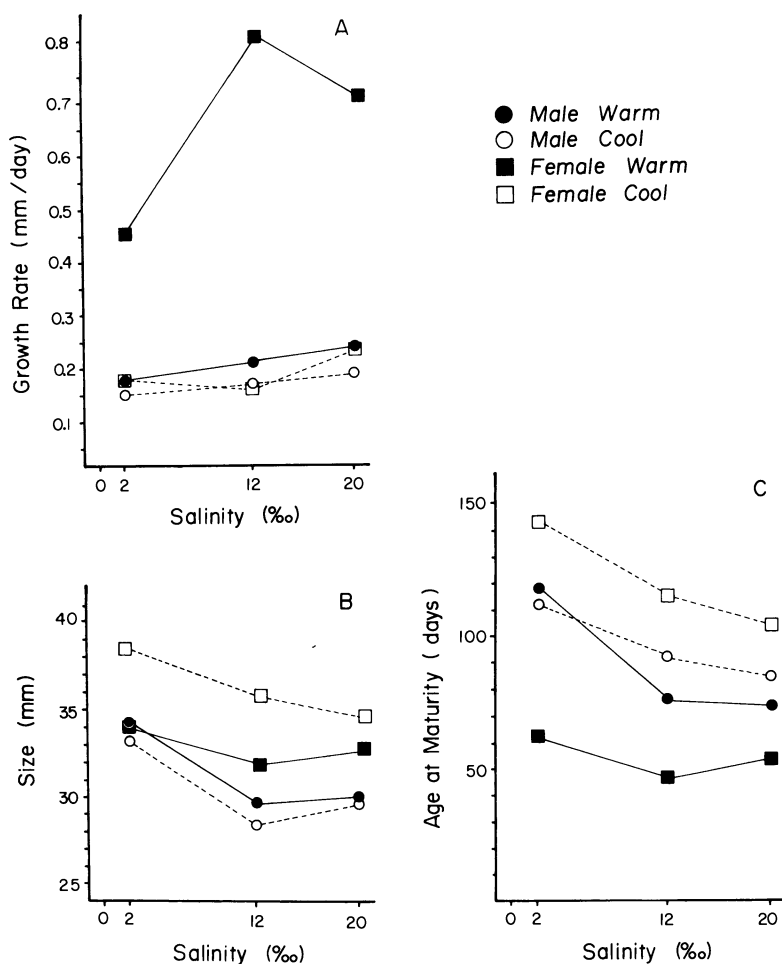 A
0.8
0.7
0.6
0.5
0.4
0.3
0.2
0.1
Growth Rate (mm/day)
0 2 12 20
Salinity (‰)
Male Warm
Male Cool
Female Warm
Female Cool
B
40
35
30
25
Size (mm)
0 2 12 20
Salinity (‰)
C
150
100
50
Age at Maturity (days)
0 2 12 20
Salinity (‰)